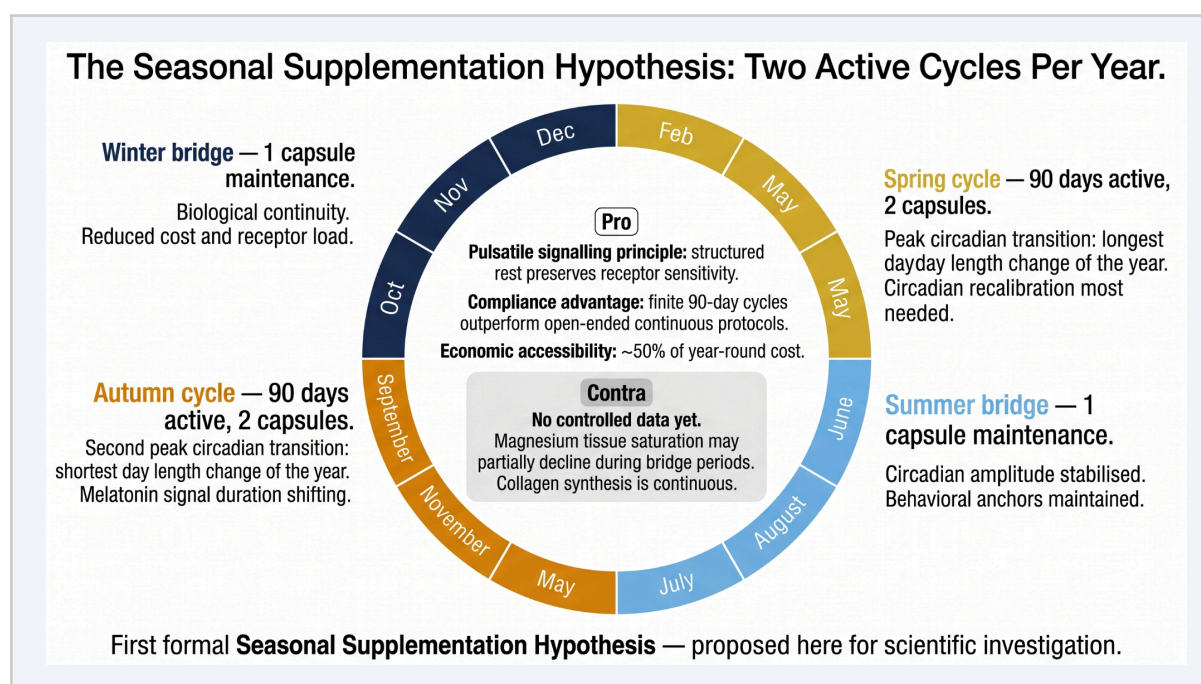 The Seasonal Supplementation Hypothesis: Two Active Cycles Per Year.
Winter bridge — 1 capsule
maintenance.
Biological continuity.
Reduced cost and receptor load.
Autumn cycle — 90 days
active, 2 capsules.
Second peak circadian transition:
shortest day length change of the year.
Melatonin signal duration shifting.
Dec
Feb
May
May
June
August
July
May
November
September
Oct
Nov
Pro
Pulsatile signalling principle: structured
rest preserves receptor sensitivity.
Compliance advantage: finite 90-day cycles
outperform open-ended continuous protocols.
Economic accessibility: ~50% of year-round cost.
Contra
No controlled data yet.
Magnesium tissue saturation may
partially decline during bridge periods.
Collagen synthesis is continuous.
Spring cycle — 90 days active,
2 capsules.
Peak circadian transition: longest
dayday length change of the year.
Circadian recalibration most
needed.
Summer bridge — 1
capsule maintenance.
Circadian amplitude stabilised.
Behavioral anchors maintained.
First formal Seasonal Supplementation Hypothesis — proposed here for scientific investigation.